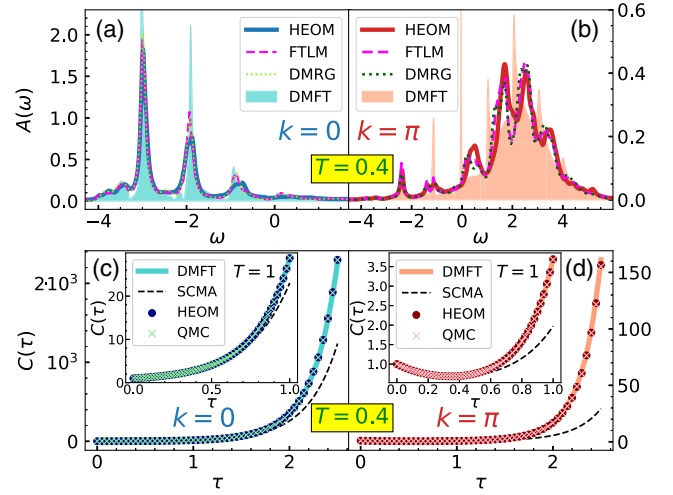 (a)
HEOM
FTLM
DMRG
DMFT
k = 0
A(ω)
2.0
1.5
1.0
0.5
0.0
−4
−2
0
ω
(b)
HEOM
FTLM
DMRG
DMFT
k = π
0.6
0.4
0.2
0.0
−4
−2
0
2
4
ω
T = 0.4
(c)
DMFT
SCMA
HEOM
QMC
T = 1
C(τ)
20
10
0
0.0
0.5
1.0
τ
C(τ)
2·10³
10³
0
k = 0
0
1
2
τ
(d)
DMFT
SCMA
HEOM
QMC
T = 1
C(τ)
3.5
3.0
2.5
2.0
1.5
1.0
0.0
0.2
0.4
0.6
0.8
1.0
τ
150
100
50
0
k = π
0
1
2
τ
T = 0.4